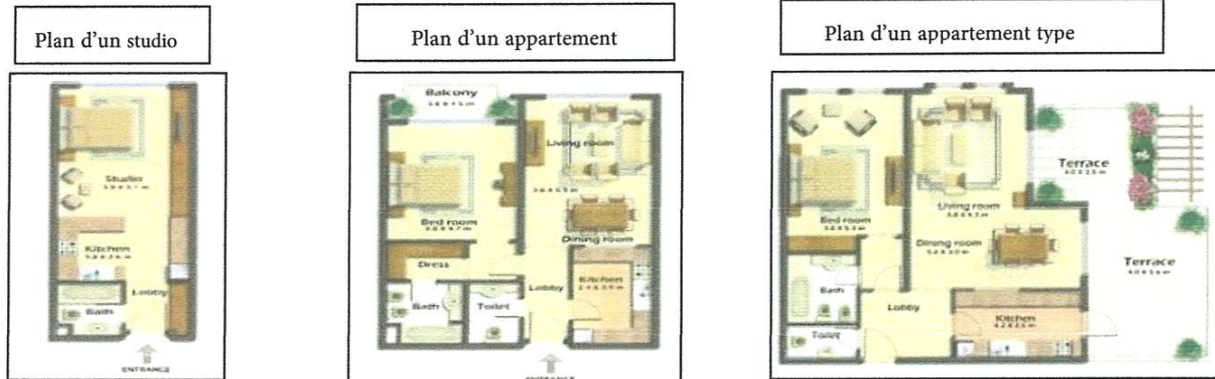 Plan d'un studio
Plan d'un appartement
Plan d'un appartement type
Studio
Kitchen
Lobby
Bath
ENTRANCE
Balkony
Living room
Bed room
Dining room
Dress
Kitchen
Lobby
Bath
Toilet
ENTRANCE
Terrace
Living room
Bed room
Dining room
Terrace
Bath
Lobby
Kitchen
Toilet